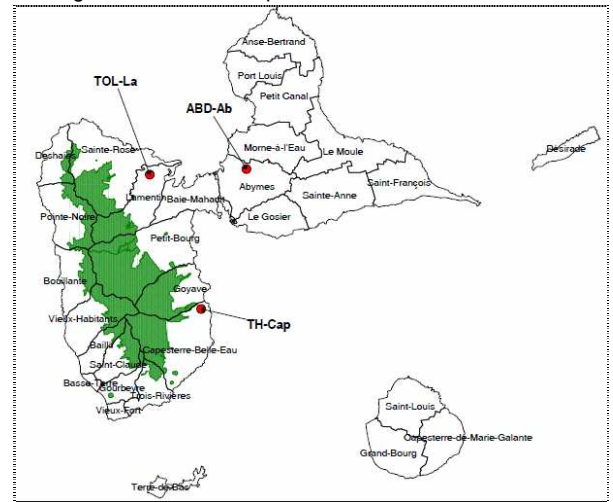 Anse-Bertrand
Port Louis
Petit Canal
TOL-La
ABD-Ab
Morne-à-l'Eau
Le Moule
Désirade
Deshaies
Sainte-Rose
Lamentin
Baie-Mahault
Abymes
Sainte-Anne
Saint-François
Le Gosier
Pointe-Noire
Petit-Bourg
Bouillante
Goyave
Vieux-Habitants
TH-Cap
Baillif
Capesterre-Belle-Eau
Saint-Claude
Basse-Terre
Gourbeyre
Trois-Rivières
Vieux-Fort
Saint-Louis
Capesterre-de-Marie-Galante
Grand-Bourg
Terre-de-Bas